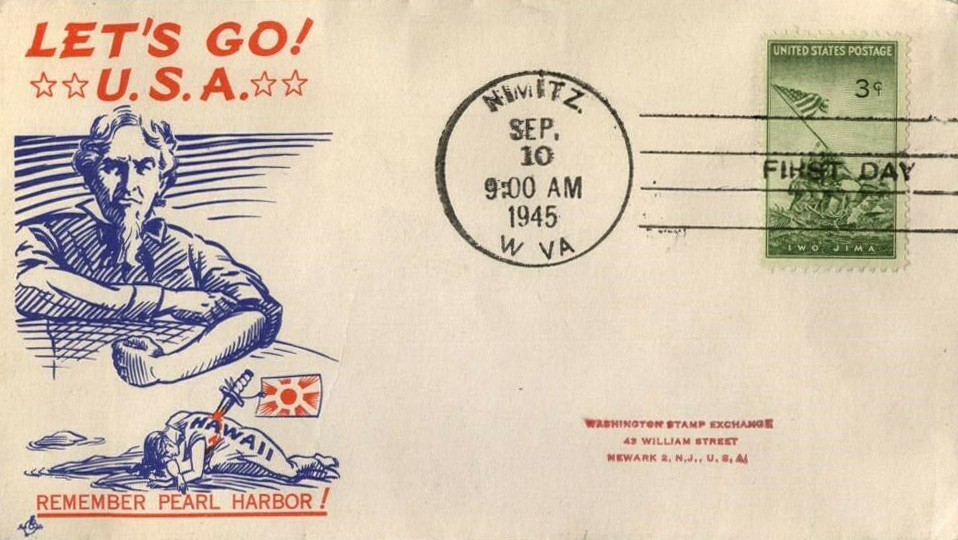 LET'S GO!
U.S.A.
HAWAII
REMEMBER PEARL HARBOR!
NIMITZ.
SEP.
10
9:00 AM
1945
W VA
UNITED STATES POSTAGE
3¢
FIRST DAY
IWO JIMA
WASHINGTON STAMP EXCHANGE
43 WILLIAM STREET
NEWARK 2, N.J., U. S. A.